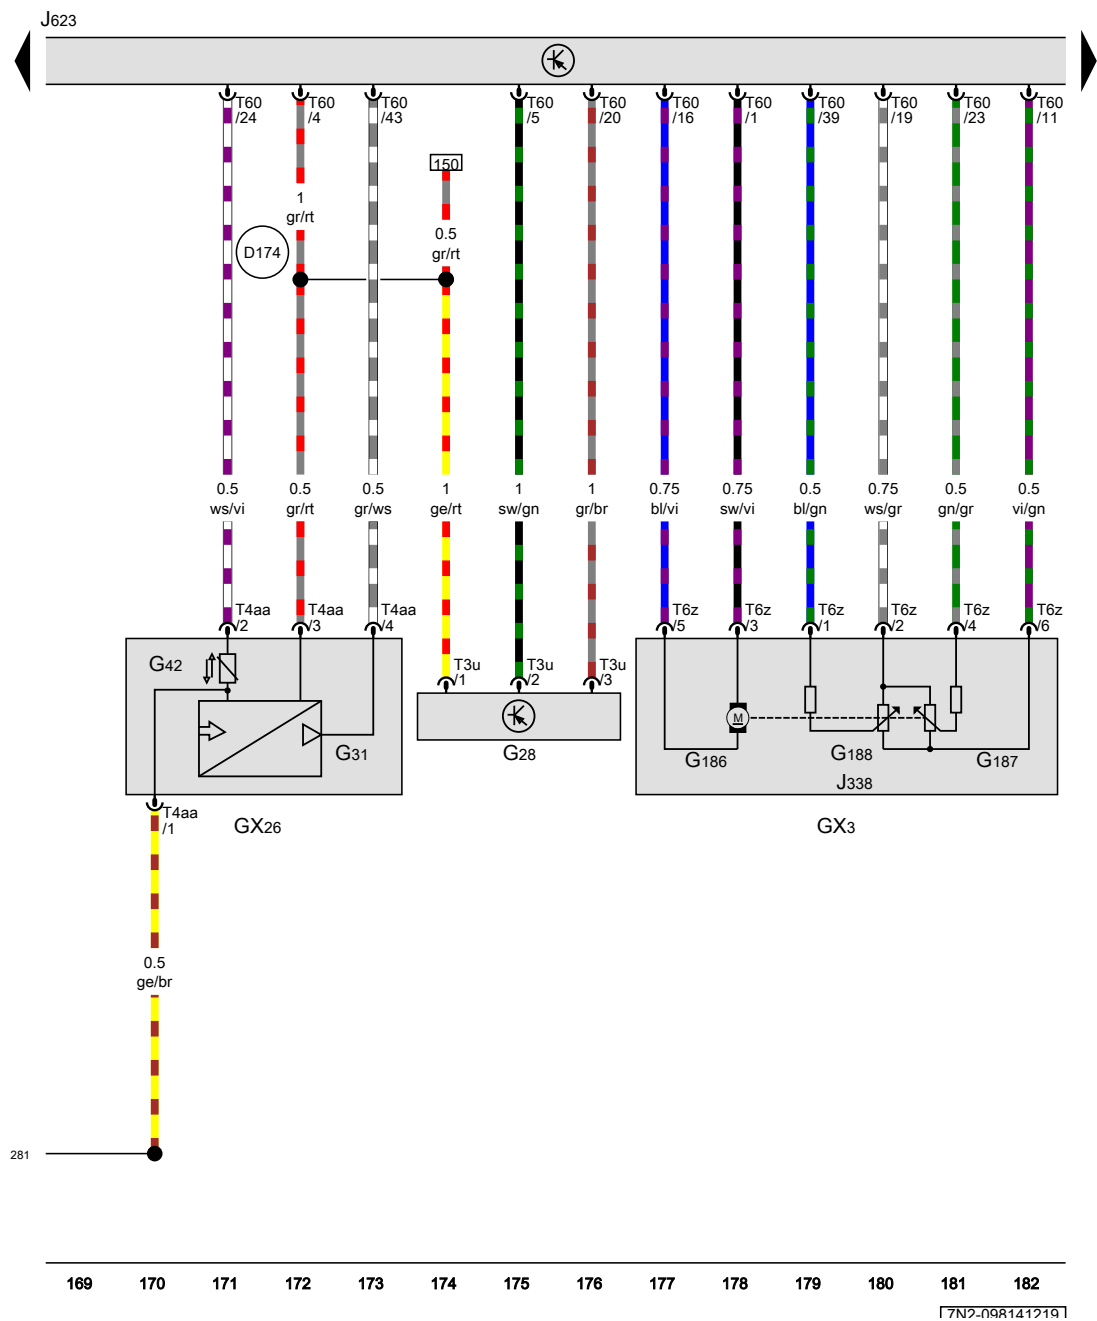 J623
T60 T60 T60 T60 T60 T60 T60 T60 T60 T60 T60
/24 /4 /43 /5 /20 /16 /1 /39 /19 /23 /11
150
1
gr/rt
0.5
gr/rt
D174
0.5 0.5 0.5 1 1 1 0.75 0.75 0.5 0.75 0.5 0.5
ws/vi gr/rt gr/ws ge/rt sw/gn gr/br bl/vi sw/vi bl/gn ws/gr gn/gr vi/gn
T4aa T4aa T4aa T6z T6z T6z T6z T6z T6z
/2 /3 /4 /5 /3 /1 /2 /4 /6
T3u T3u T3u
/1 /2 /3
G42
M
G31 G28 G186 G188 G187
J338
T4aa
/1
GX26 GX3
0.5
ge/br
281
169 170 171 172 173 174 175 176 177 178 179 180 181 182
7N2-098141219